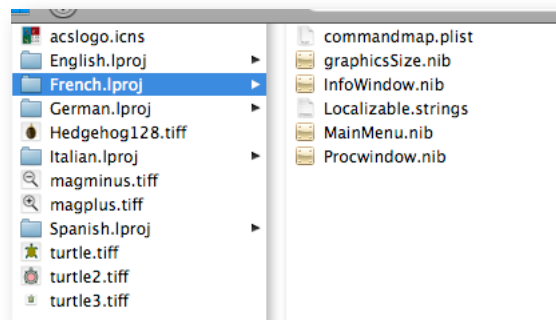 acslogo.icns
English.lproj
French.lproj
German.lproj
Hedgehog128.tiff
Italian.lproj
magminus.tiff
magplus.tiff
Spanish.lproj
turtle.tiff
turtle2.tiff
turtle3.tiff
commandmap.plist
graphicsSize.nib
InfoWindow.nib
Localizable.strings
MainMenu.nib
Procwindow.nib